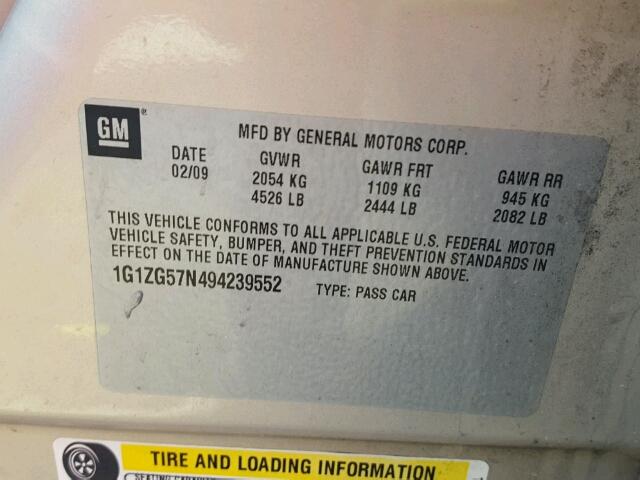 GM®
MFD BY GENERAL MOTORS CORP.
DATE GVWR GAWR FRT GAWR RR
02/09 2054 KG 1109 KG 945 KG
4526 LB 2444 LB 2082 LB
THIS VEHICLE CONFORMS TO ALL APPLICABLE U.S. FEDERAL MOTOR
VEHICLE SAFETY, BUMPER, AND THEFT PREVENTION STANDARDS IN
EFFECT ON THE DATE OF MANUFACTURE SHOWN ABOVE.
1G1ZG57N494239552 TYPE: PASS CAR
TIRE AND LOADING INFORMATION
SEATING CAPACITY